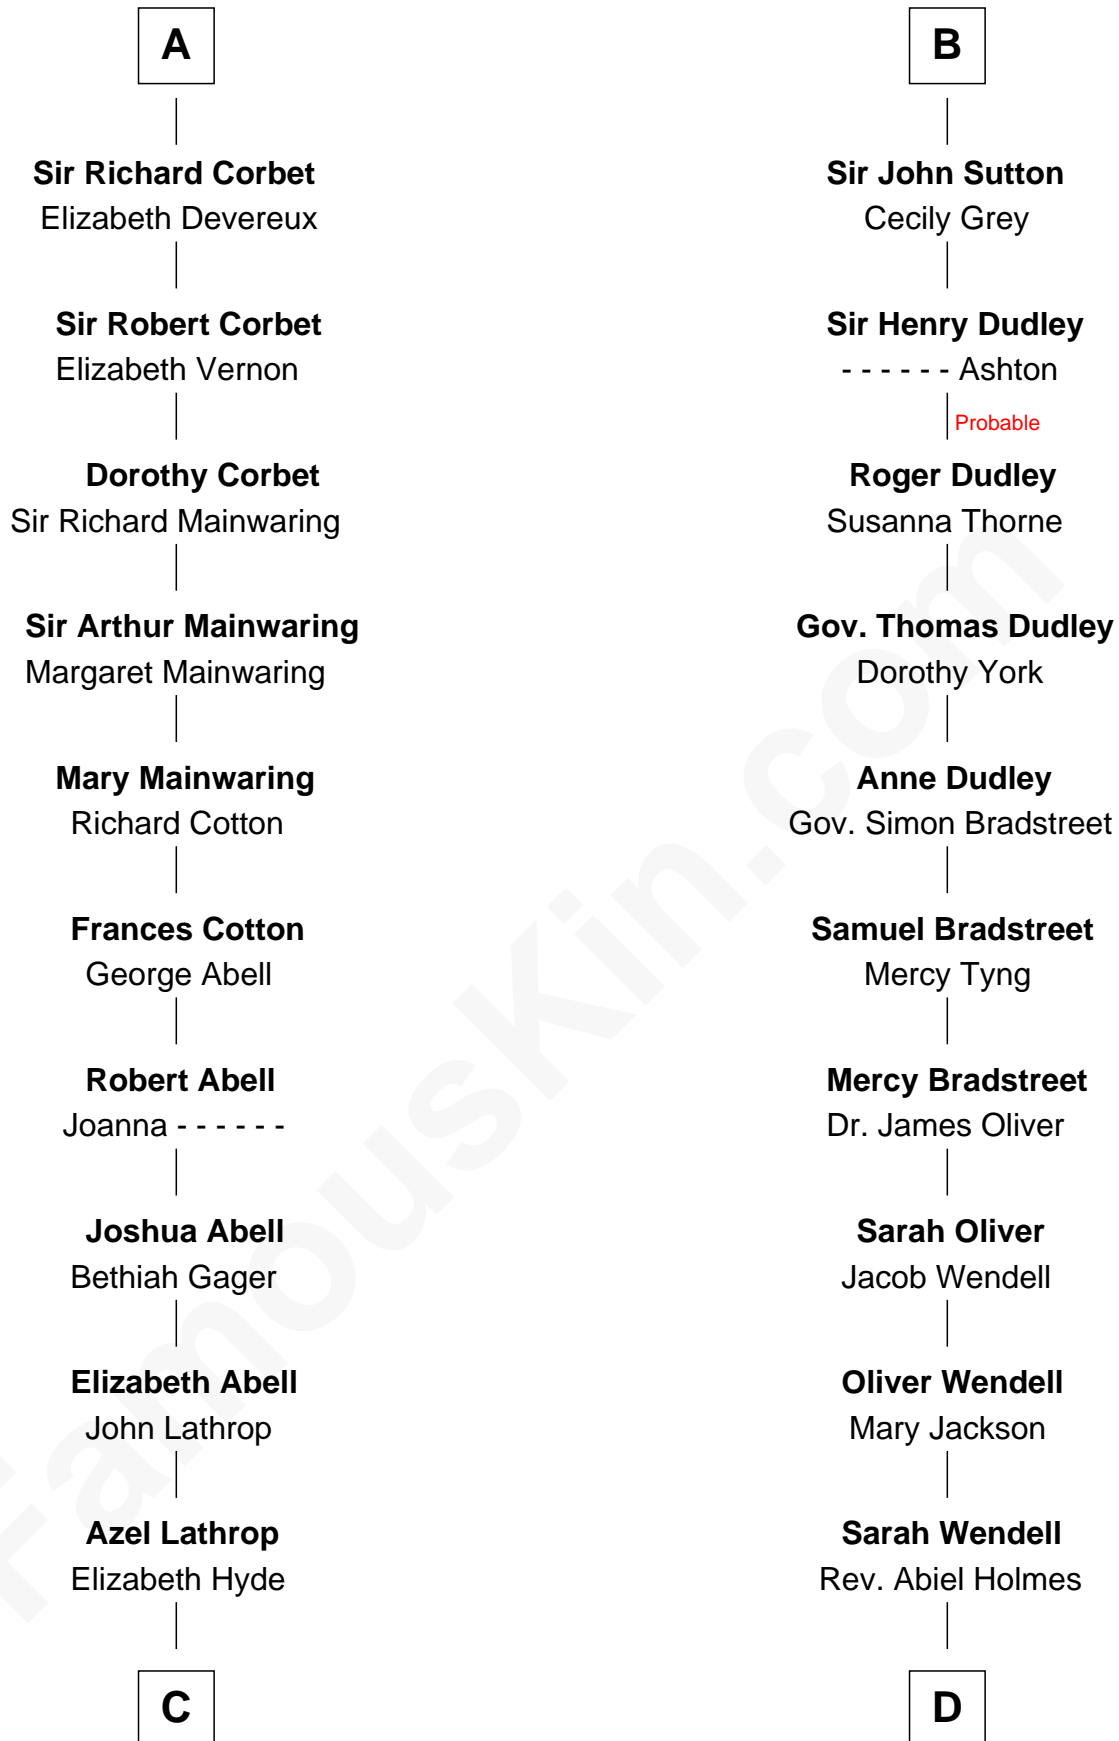 A
Sir Richard Corbet
Elizabeth Devereux
Sir Robert Corbet
Elizabeth Vernon
Dorothy Corbet
Sir Richard Mainwaring
Sir Arthur Mainwaring
Margaret Mainwaring
Mary Mainwaring
Richard Cotton
Frances Cotton
George Abell
Robert Abell
Joanna - - - - - -
Joshua Abell
Bethiah Gager
Elizabeth Abell
John Lathrop
Azel Lathrop
Elizabeth Hyde
C
B
Sir John Sutton
Cecily Grey
Sir Henry Dudley
- - - - - - Ashton
Probable
Roger Dudley
Susanna Thorne
Gov. Thomas Dudley
Dorothy York
Anne Dudley
Gov. Simon Bradstreet
Samuel Bradstreet
Mercy Tyng
Mercy Bradstreet
Dr. James Oliver
Sarah Oliver
Jacob Wendell
Oliver Wendell
Mary Jackson
Sarah Wendell
Rev. Abiel Holmes
D
FamousKin.com